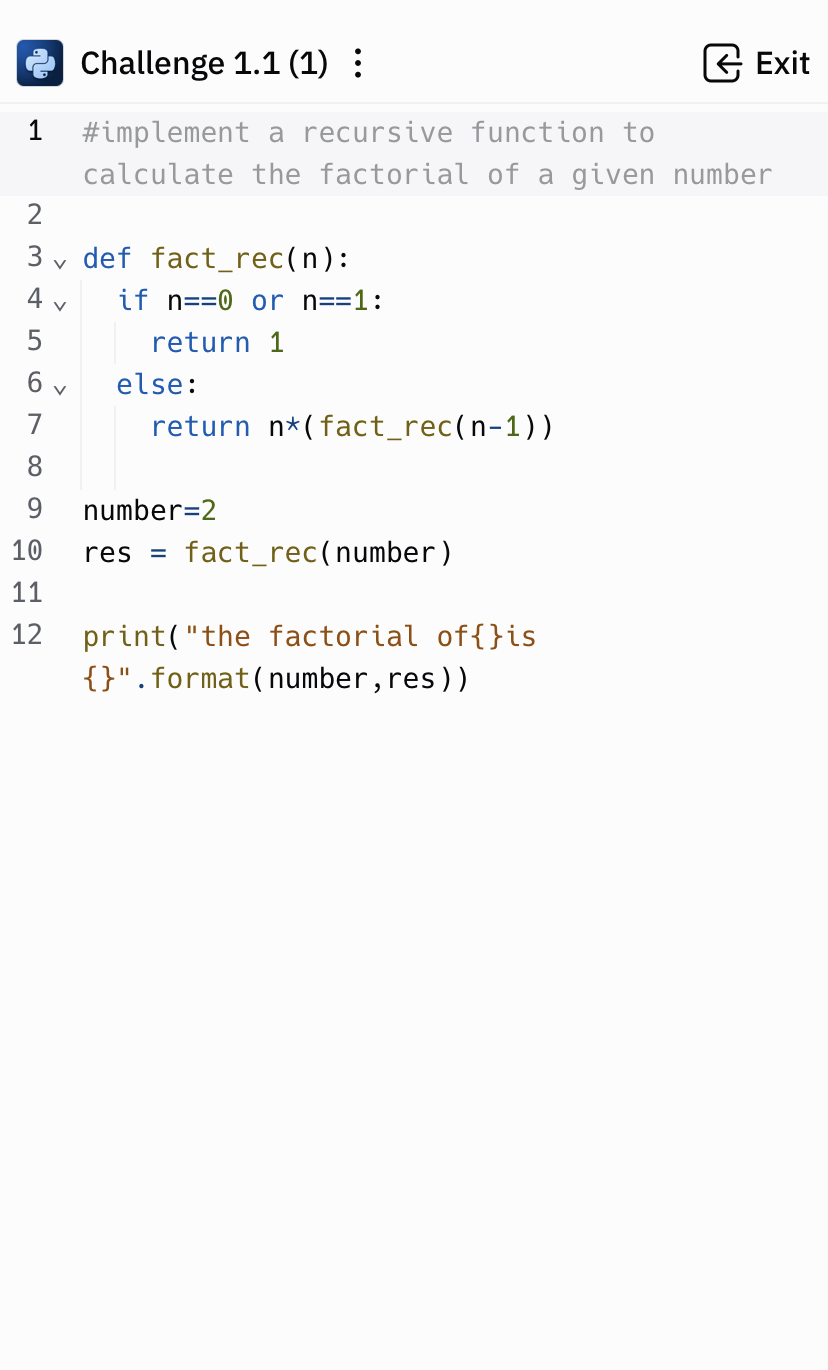 Challenge 1.1 (1)
Exit
1 #implement a recursive function to
calculate the factorial of a given number
2
3 def fact_rec(n):
4 if n==0 or n==1:
5 return 1
6 else:
7 return n*(fact_rec(n-1))
8
9 number=2
10 res = fact_rec(number)
11
12 print("the factorial of{}is
{}".format(number,res))